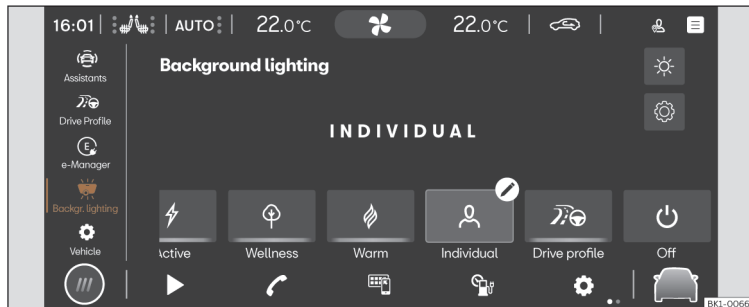 16:01 AUTO 22.0°C 22.0°C
Assistants
Background lighting
Drive Profile
INDIVIDUAL
E
e-Manager
Backgr. lighting
Vehicle
Active Wellness Warm Individual Drive profile Off
BK1-0066